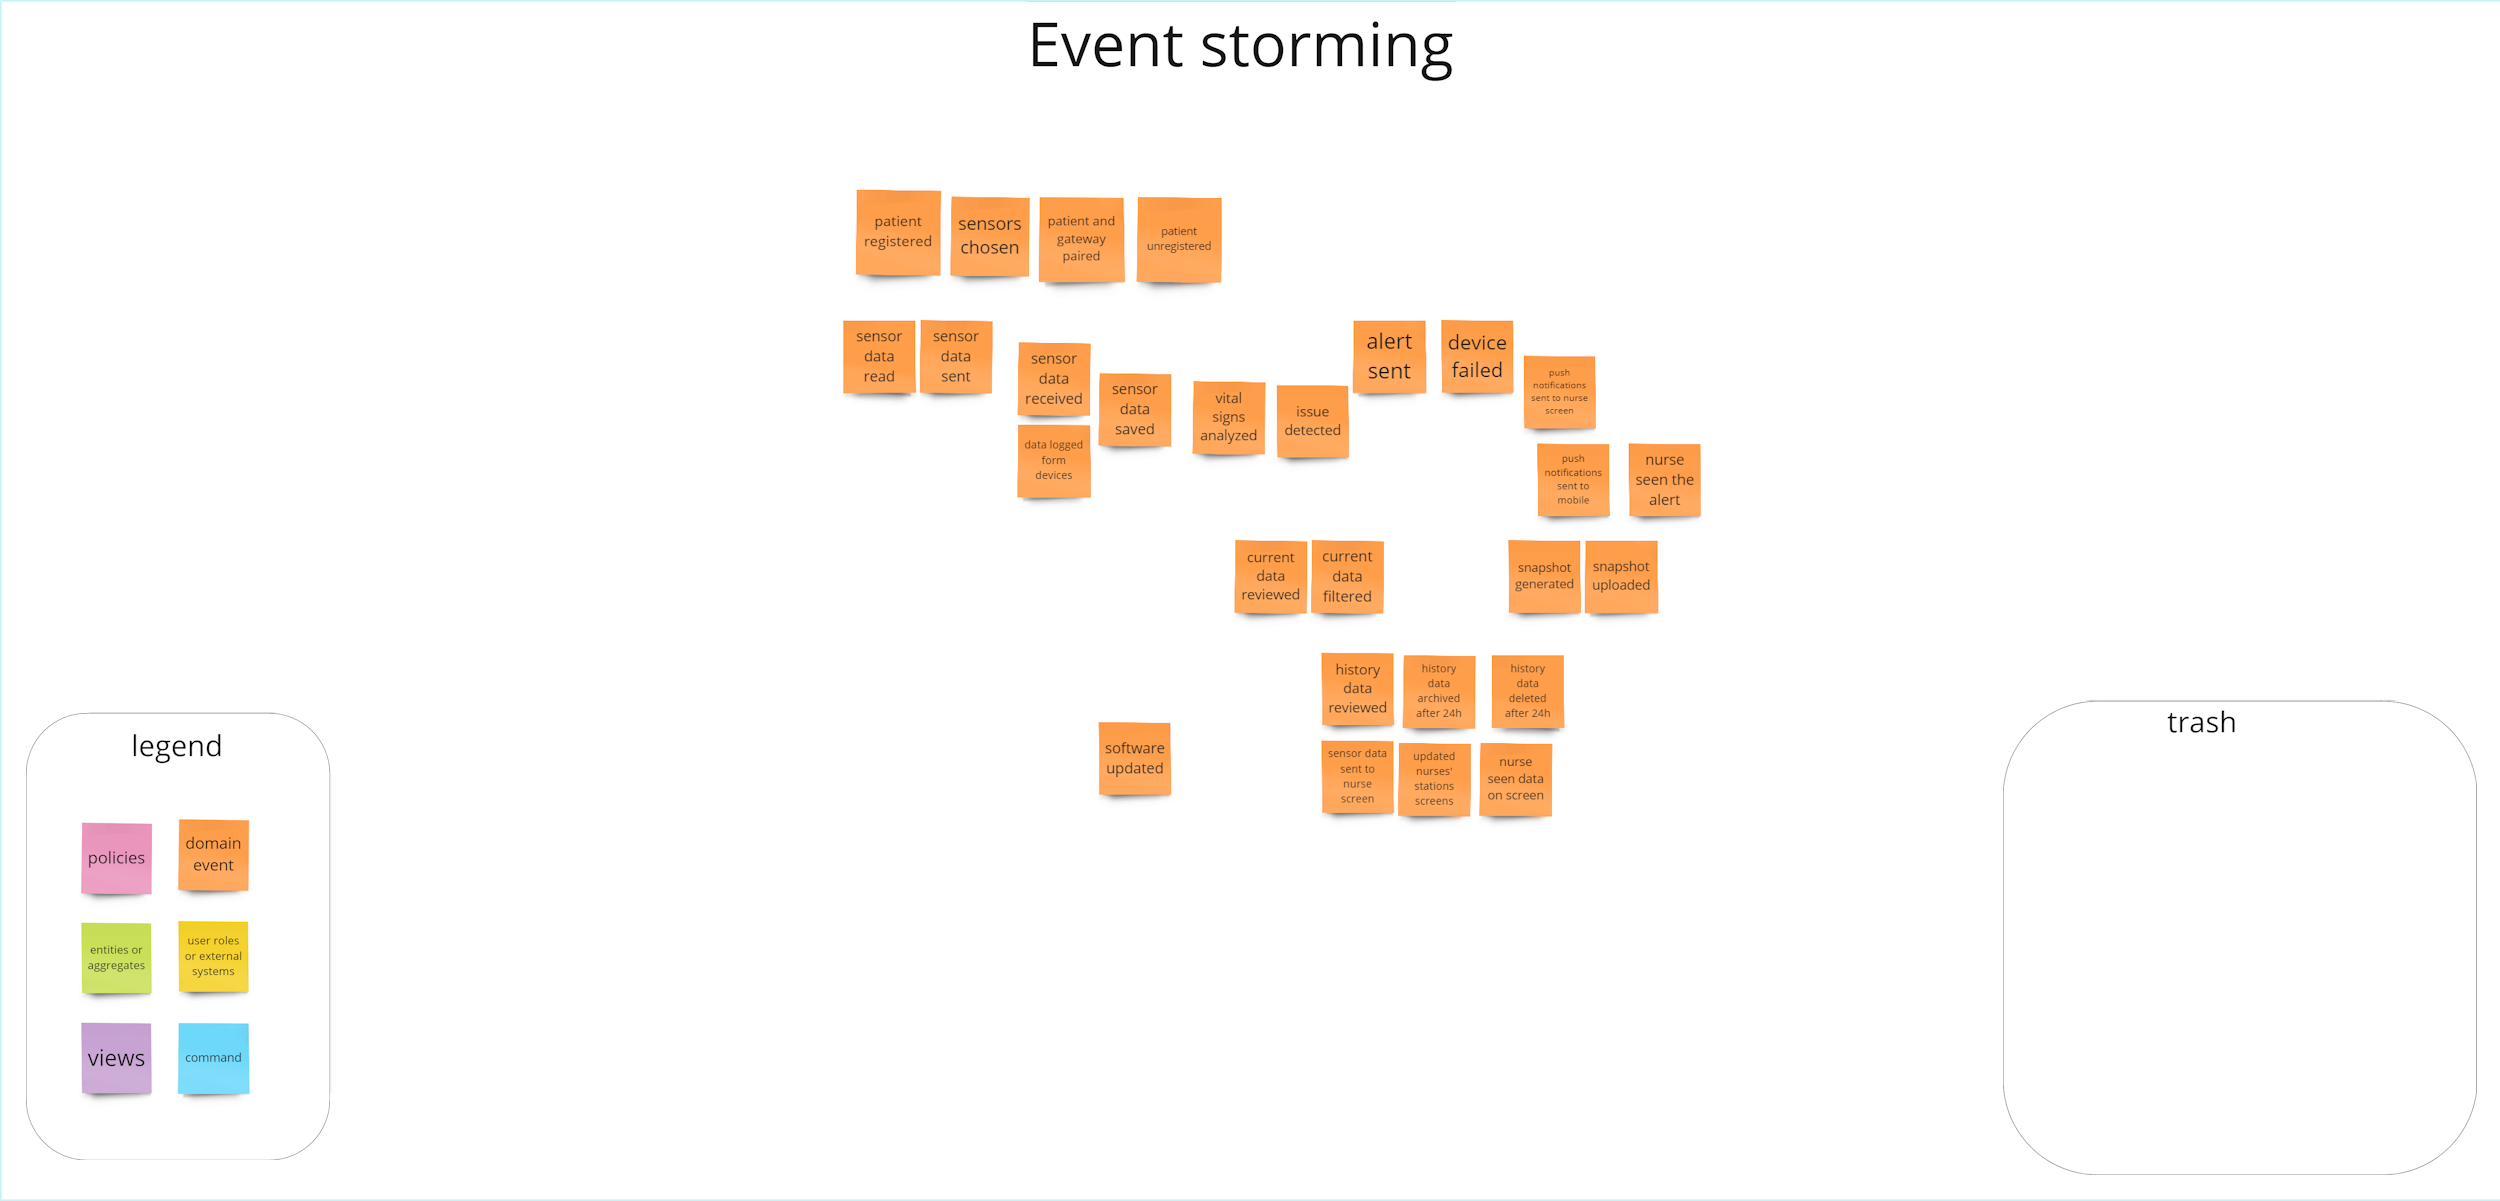 Event storming
patient
registered
sensors
chosen
patient and
gateway
paired
patient
unregistered
sensor
data
read
sensor
data
sent
sensor
data
received
data logged
form
devices
sensor
data
saved
vital
signs
analyzed
issue
detected
alert
sent
device
failed
push
notifications
sent to nurse
screen
push
notifications
sent to
mobile
nurse
seen the
alert
current
data
reviewed
current
data
filtered
snapshot
generated
snapshot
uploaded
history
data
reviewed
history
data
archived
after 24h
history
data
deleted
after 24h
software
updated
sensor data
sent to
nurse
screen
updated
nurses'
stations
screens
nurse
seen data
on screen
legend
policies
domain
event
entities or
aggregates
user roles
or external
systems
views
command
trash